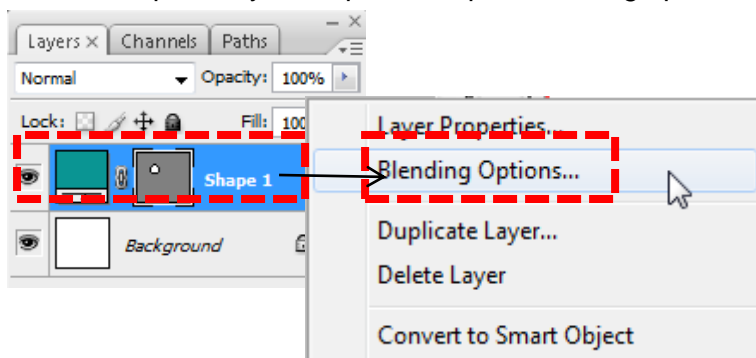 Layers × Channels Paths
Normal Opacity: 100%
Lock: Fill: 100
Shape 1
Background
Layer Properties...
Blending Options...
Duplicate Layer...
Delete Layer
Convert to Smart Object